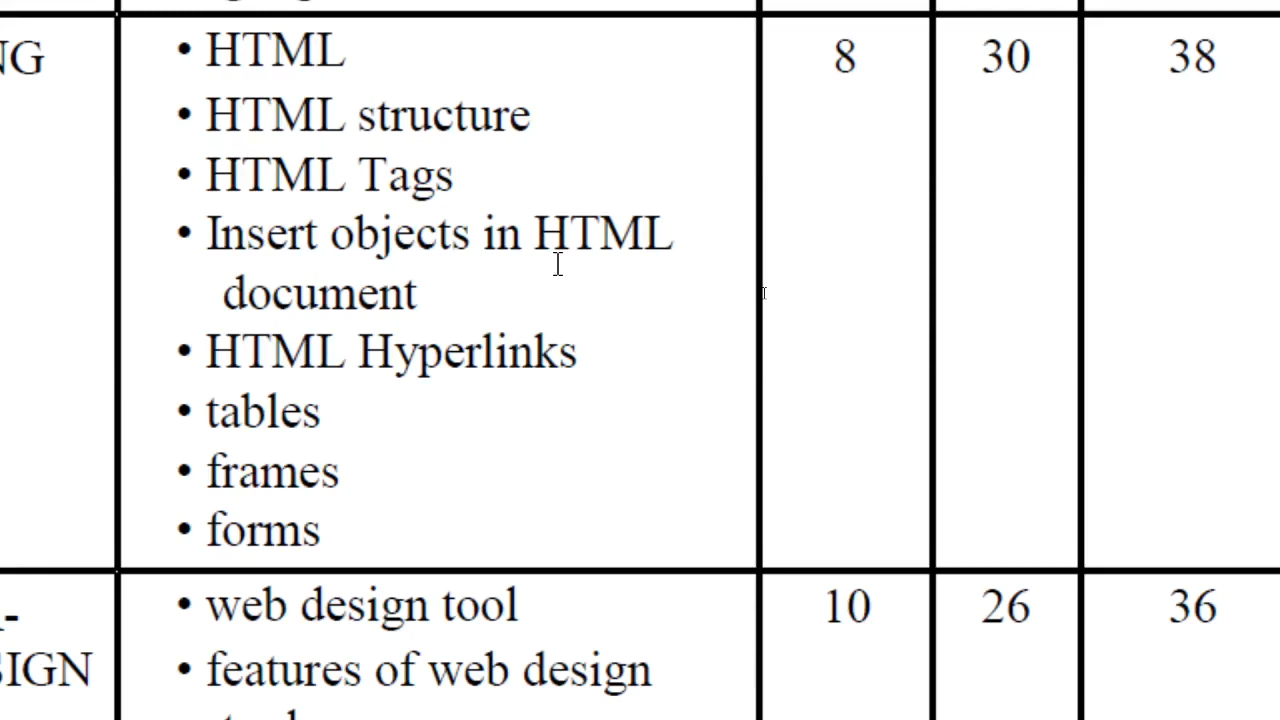 NG
• HTML 8 30 38
• HTML structure
• HTML Tags
• Insert objects in HTML
document
• HTML Hyperlinks
• tables
• frames
• forms
• web design tool 10 26 36
SIGN
• features of web design